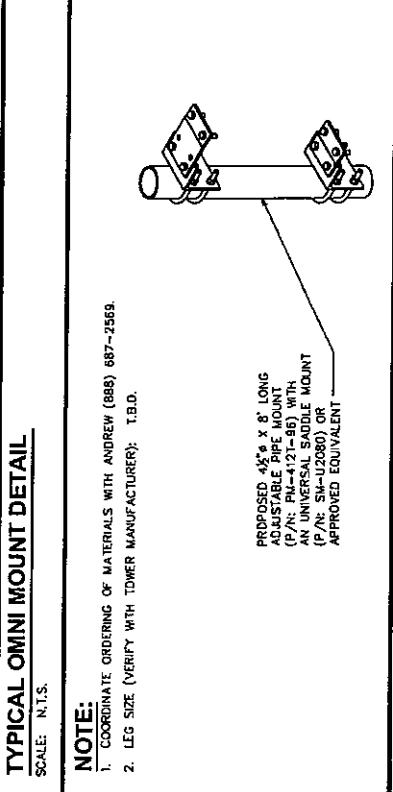 TYPICAL OMNI MOUNT DETAIL
SCALE: N.T.S.
NOTE:
1. COORDINATE ORDERING OF MATERIALS WITH ANDREW (888) 687-2569.
2. LEG SIZE (VERIFY WITH TOWER MANUFACTURER): T.B.D.
PROPOSED 4½"ø X 8' LONG
ADJUSTABLE PIPE MOUNT
(P/N: PM-412T-96) WITH
AN UNIVERSAL SADDLE MOUNT
(P/N: SM-U2080) OR
APPROVED EQUIVALENT